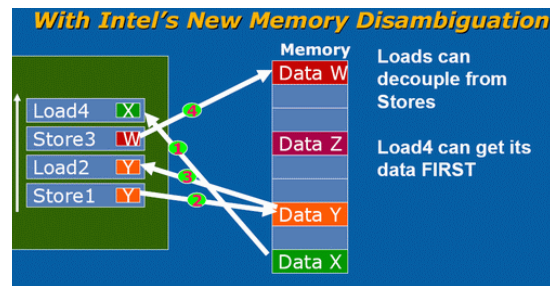 With Intel's New Memory Disambiguation
Memory
Data W
Data Z
Data Y
Data X
Load4 X
Store3 W
Load2 Y
Store1 Y
4
1
3
2
Loads can
decouple from
Stores
Load4 can get its
data FIRST